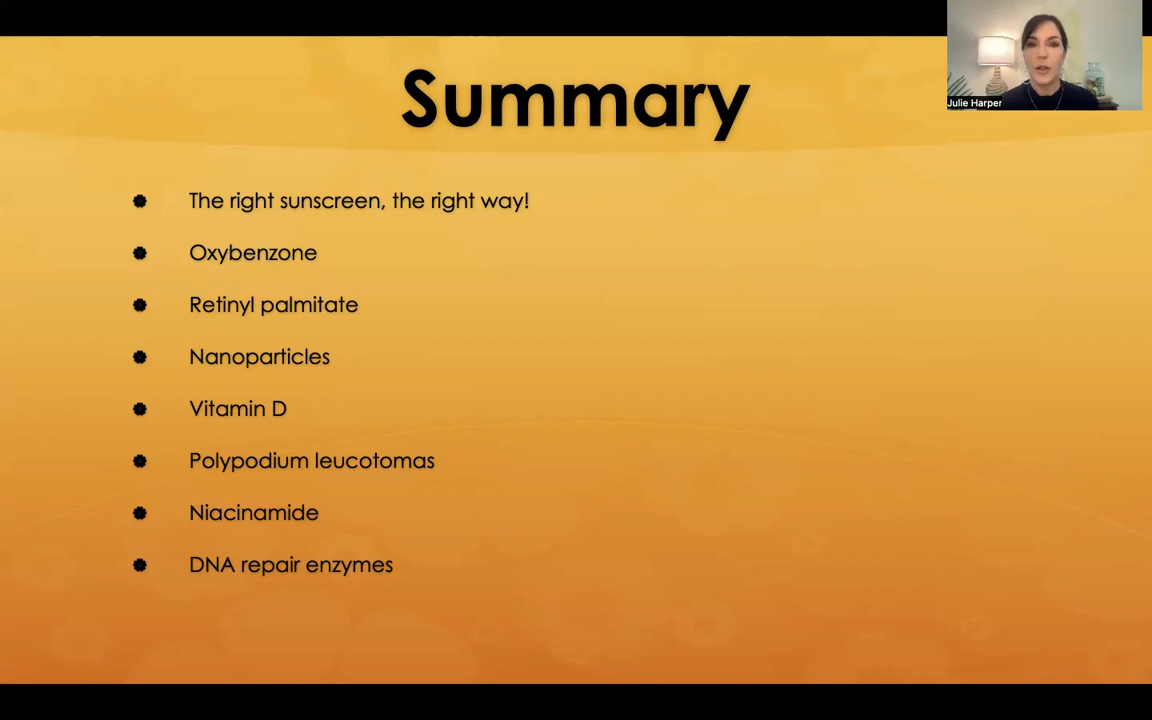 Julie Harper
Summary
The right sunscreen, the right way!
Oxybenzone
Retinyl palmitate
Nanoparticles
Vitamin D
Polypodium leucotomas
Niacinamide
DNA repair enzymes